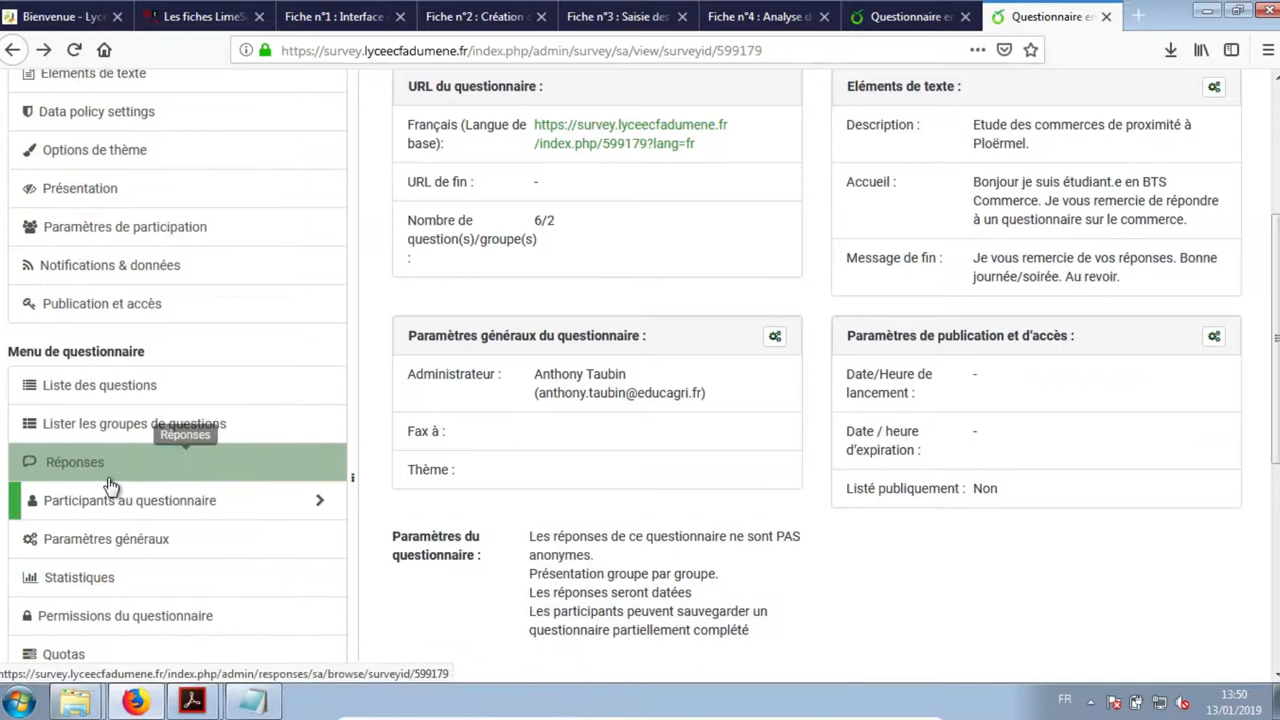 Bienvenue - Lyce
Les fiches LimeS
Fiche n°1 : Interface
Fiche n°2 : Création
Fiche n°3 : Saisie des
Fiche n°4 : Analyse d
Questionnaire e
Questionnaire e
https://survey.lyceecfadumene.fr/index.php/admin/survey/sa/view/surveyid/599179
Eléments de texte
Data policy settings
Options de thème
Présentation
Paramètres de participation
Notifications & données
Publication et accès
Menu de questionnaire
Liste des questions
Lister les groupes de questions
Réponses
Réponses
Participants au questionnaire
Paramètres généraux
Statistiques
Permissions du questionnaire
Quotas
URL du questionnaire :
Français (Langue de base):
https://survey.lyceecfadumene.fr
/index.php/599179?lang=fr
URL de fin : -
Nombre de question(s)/groupe(s) :
6/2
Eléments de texte :
Description :
Etude des commerces de proximité à
Ploërmel.
Accueil :
Bonjour je suis étudiant.e en BTS
Commerce. Je vous remercie de répondre
à un questionnaire sur le commerce.
Message de fin :
Je vous remercie de vos réponses. Bonne
journée/soirée. Au revoir.
Paramètres généraux du questionnaire :
Administrateur :
Anthony Taubin
(anthony.taubin@educagri.fr)
Fax à :
Thème :
Paramètres de publication et d'accès :
Date/Heure de
lancement :
-
Date / heure
d'expiration :
-
Listé publiquement : Non
Paramètres du
questionnaire :
Les réponses de ce questionnaire ne sont PAS
anonymes.
Présentation groupe par groupe.
Les réponses seront datées
Les participants peuvent sauvegarder un
questionnaire partiellement complété
https://survey.lyceecfadumene.fr/index.php/admin/responses/sa/browse/surveyid/599179
FR
13:50
13/01/2019